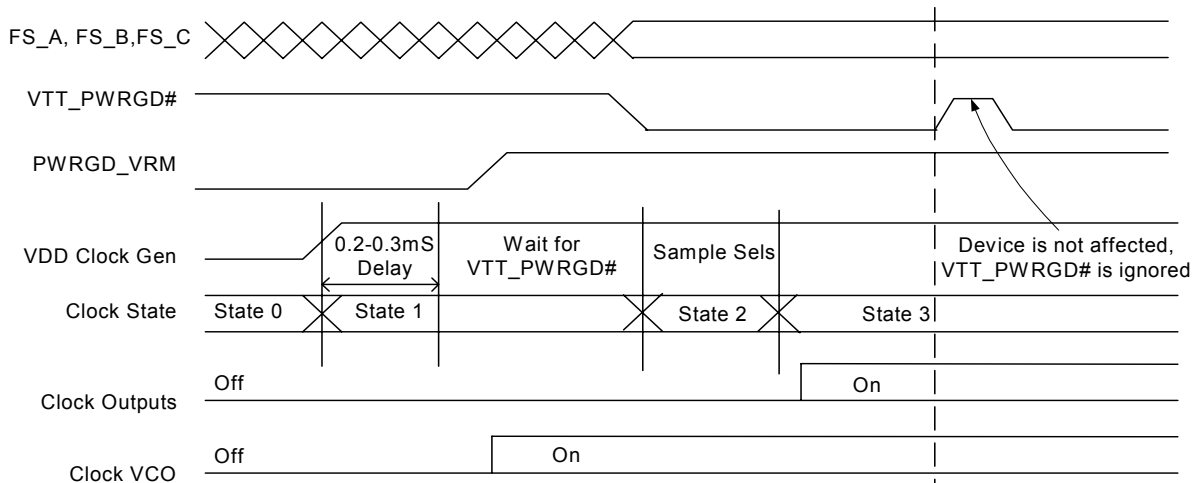 FS_A, FS_B,FS_C
VTT_PWRGD#
PWRGD_VRM
VDD Clock Gen
0.2-0.3mS
Delay
Wait for
VTT_PWRGD#
Sample Sels
Device is not affected,
VTT_PWRGD# is ignored
Clock State
State 0
State 1
State 2
State 3
Clock Outputs
Off
On
Clock VCO
Off
On